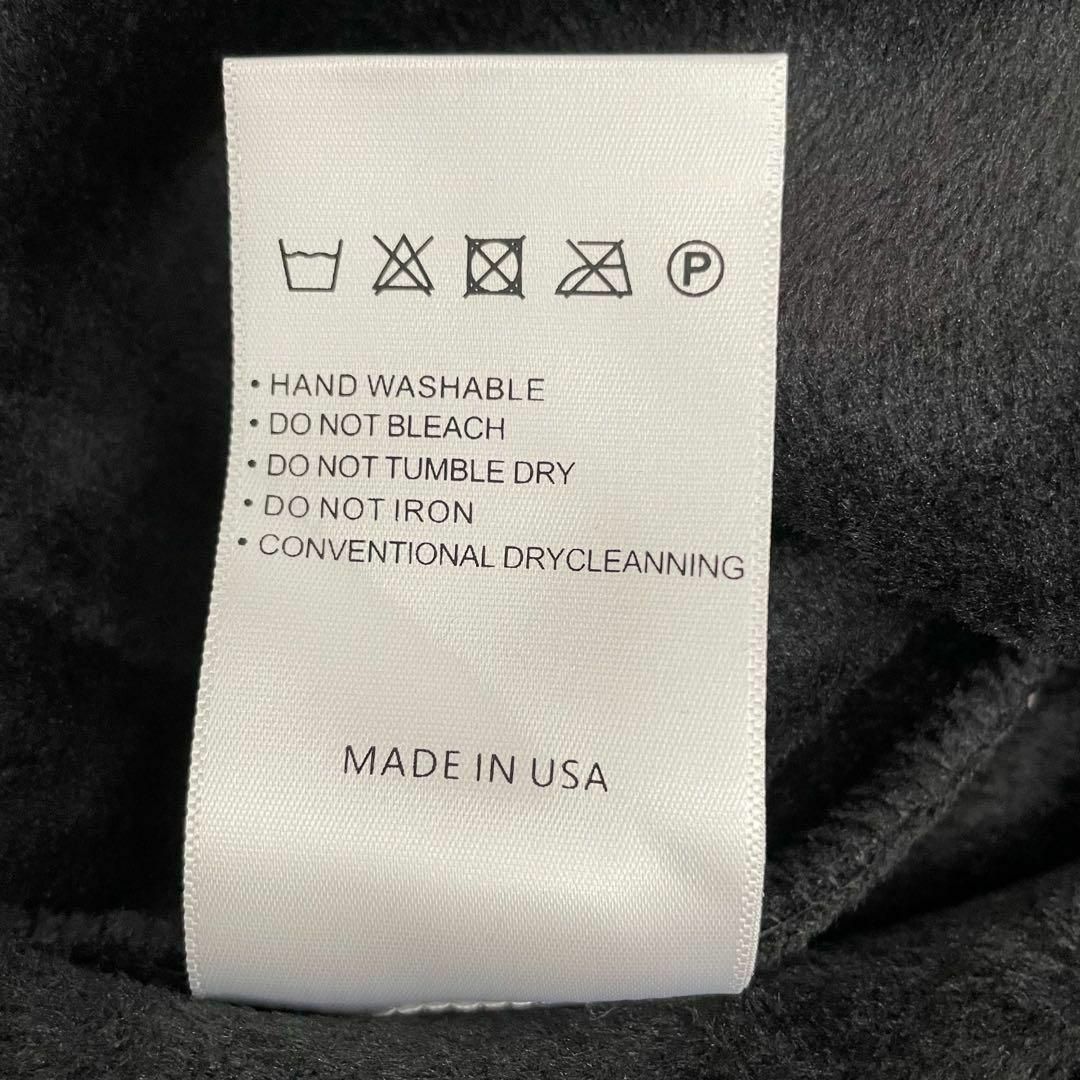 P
• HAND WASHABLE
• DO NOT BLEACH
• DO NOT TUMBLE DRY
• DO NOT IRON
• CONVENTIONAL DRYCLEANNING
MADE IN USA